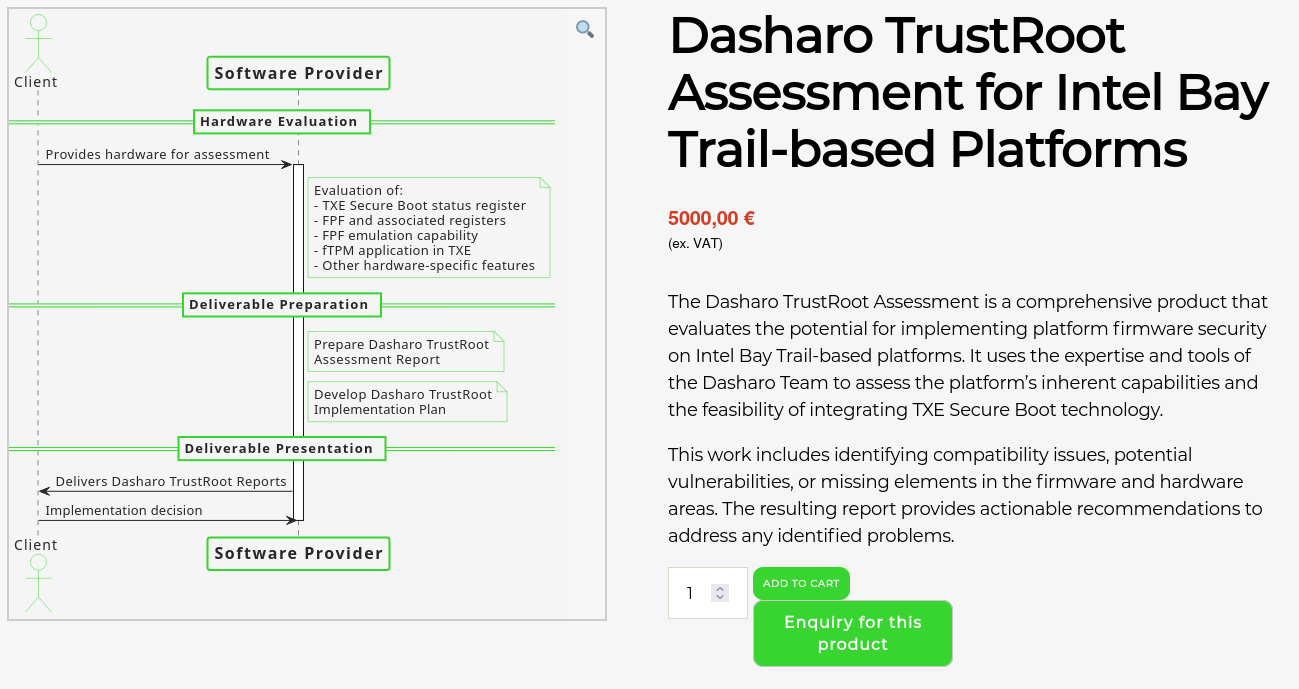 Client
Software Provider
Hardware Evaluation
Provides hardware for assessment
Evaluation of:
- TXE Secure Boot status register
- FPF and associated registers
- FPF emulation capability
- fTPM application in TXE
- Other hardware-specific features
Deliverable Preparation
Prepare Dasharo TrustRoot
Assessment Report
Develop Dasharo TrustRoot
Implementation Plan
Deliverable Presentation
Delivers Dasharo TrustRoot Reports
Implementation decision
Client
Software Provider
Dasharo TrustRoot
Assessment for Intel Bay
Trail-based Platforms
5000,00 €
(ex. VAT)
The Dasharo TrustRoot Assessment is a comprehensive product that
evaluates the potential for implementing platform firmware security
on Intel Bay Trail-based platforms. It uses the expertise and tools of
the Dasharo Team to assess the platform’s inherent capabilities and
the feasibility of integrating TXE Secure Boot technology.
This work includes identifying compatibility issues, potential
vulnerabilities, or missing elements in the firmware and hardware
areas. The resulting report provides actionable recommendations to
address any identified problems.
1
ADD TO CART
Enquiry for this
product